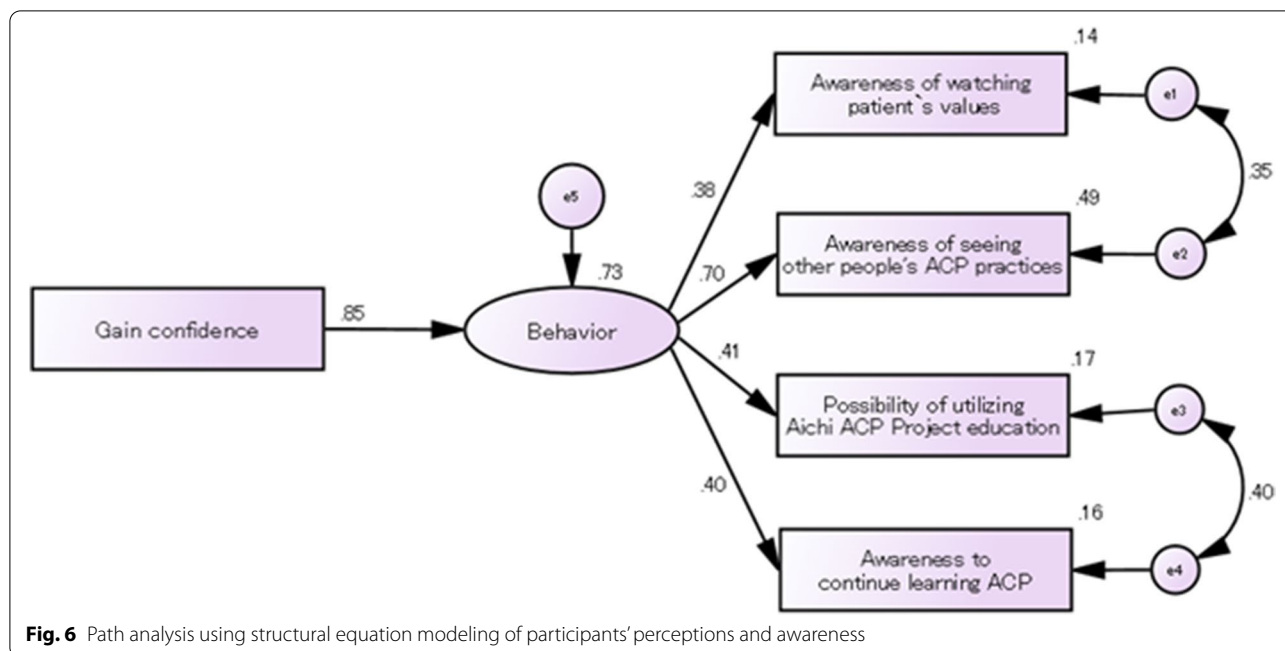 .14
Awareness of watching
patient`s values
e1
.38
.35
e5
.49
Awareness of seeing
other people's ACP practices
e2
.70
.73
Gain confidence
.85
Behavior
.41
.17
Possibility of utilizing
Aichi ACP Project education
e3
.40
.40
.16
Awareness to
continue learning ACP
e4
Fig. 6 Path analysis using structural equation modeling of participants' perceptions and awareness